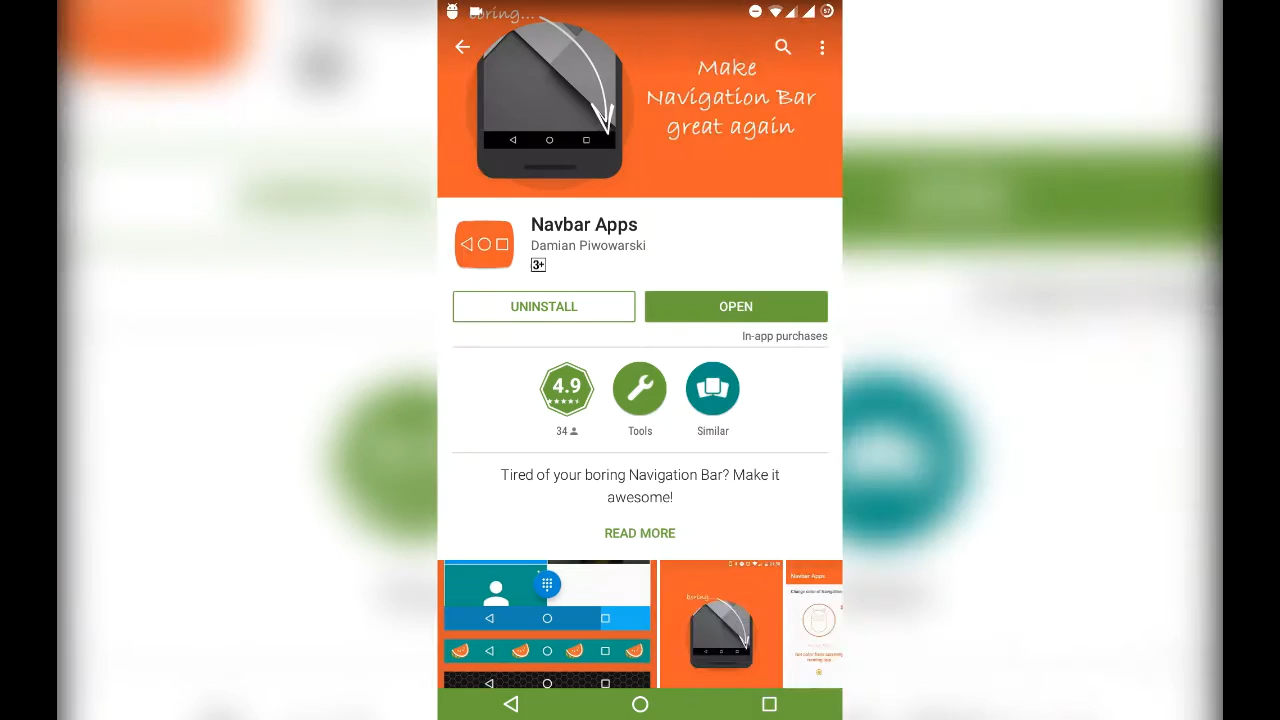 boring...
57
Make
Navigation Bar
great again
Navbar Apps
Damian Piwowarski
3+
UNINSTALL
OPEN
In-app purchases
4.9
34
Tools
Similar
Tired of your boring Navigation Bar? Make it
awesome!
READ MORE
boring...
Navbar Apps